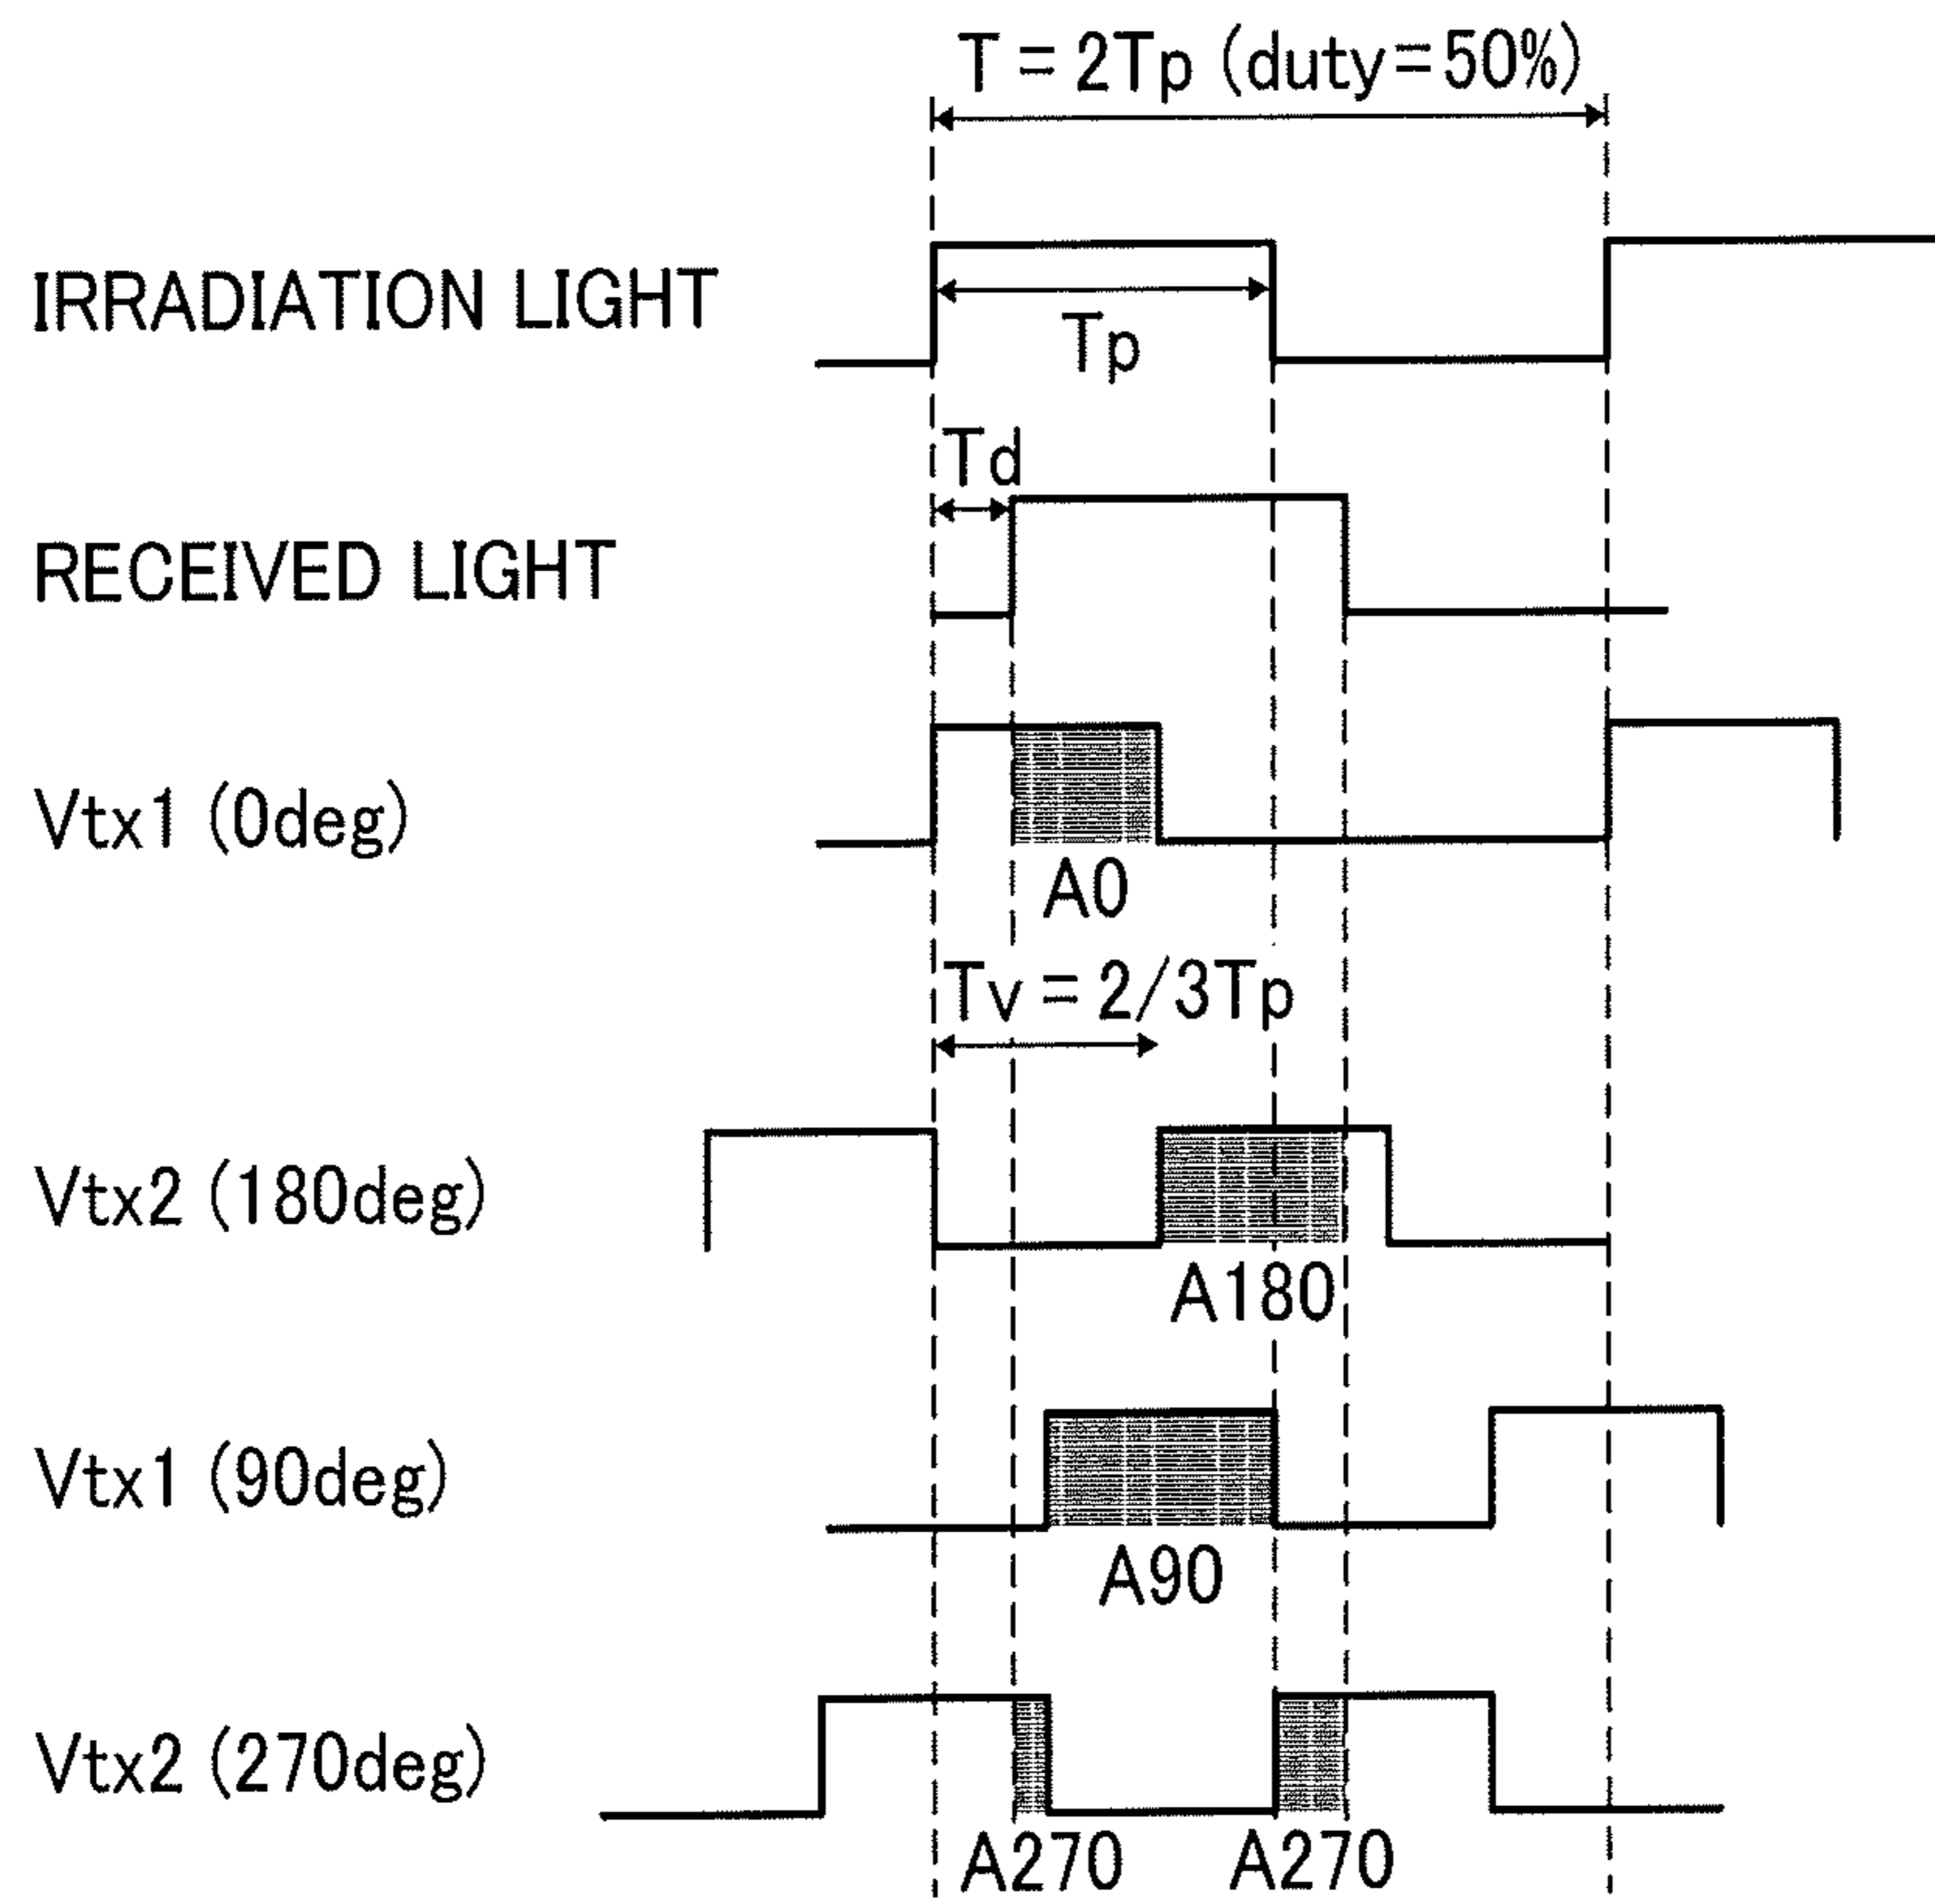 T = 2Tp (duty=50%)
IRRADIATION LIGHT
Tp
Td
RECEIVED LIGHT
Vtx1 (0deg)
A0
Tv = 2/3Tp
Vtx2 (180deg)
A180
Vtx1 (90deg)
A90
Vtx2 (270deg)
A270 A270